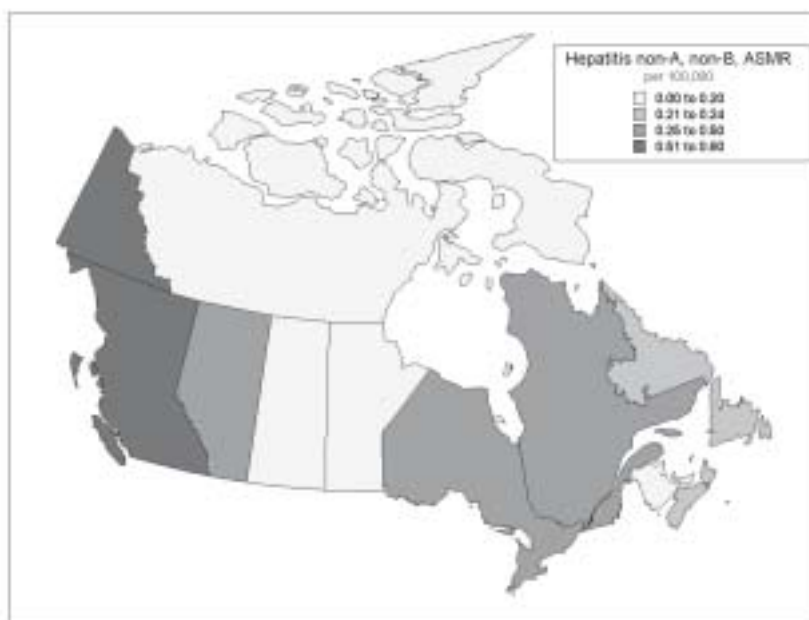 Hepatitis non-A, non-B, ASMR
per 100,000
0.00 to 0.20
0.21 to 0.24
0.25 to 0.50
0.51 to 0.60